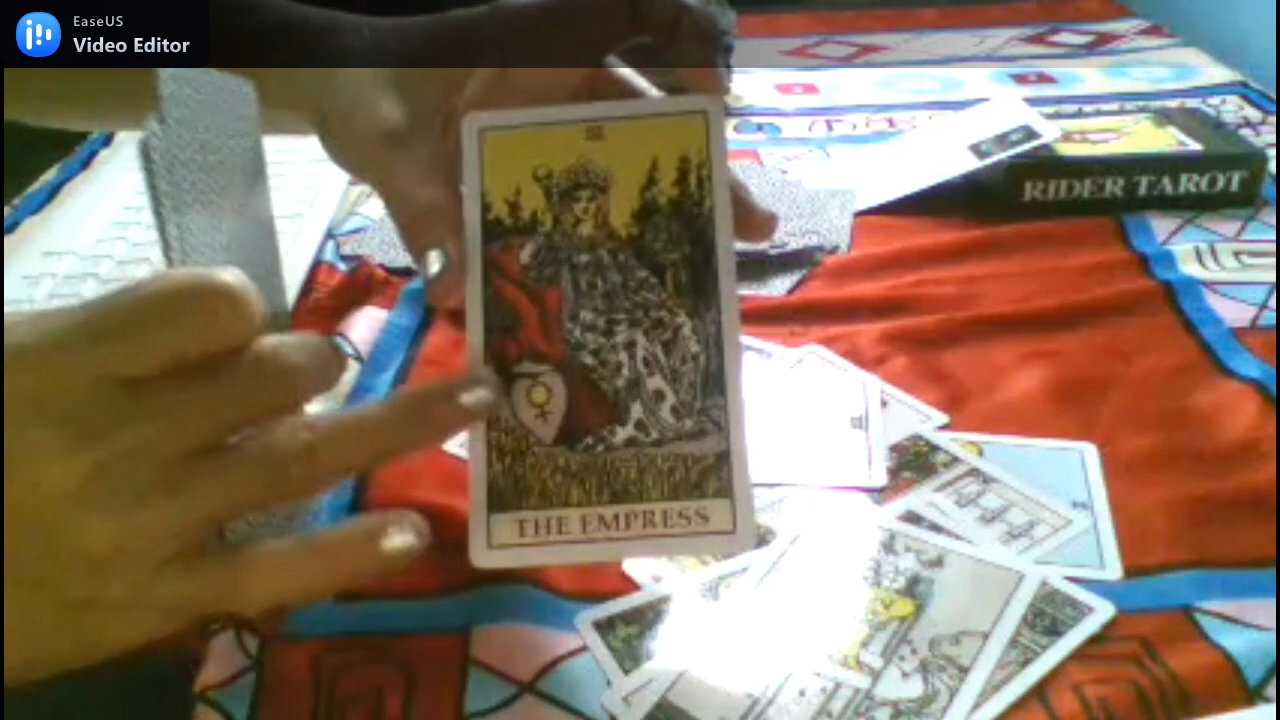 EaseUS
Video Editor
RIDER TAROT
III
THE EMPRESS